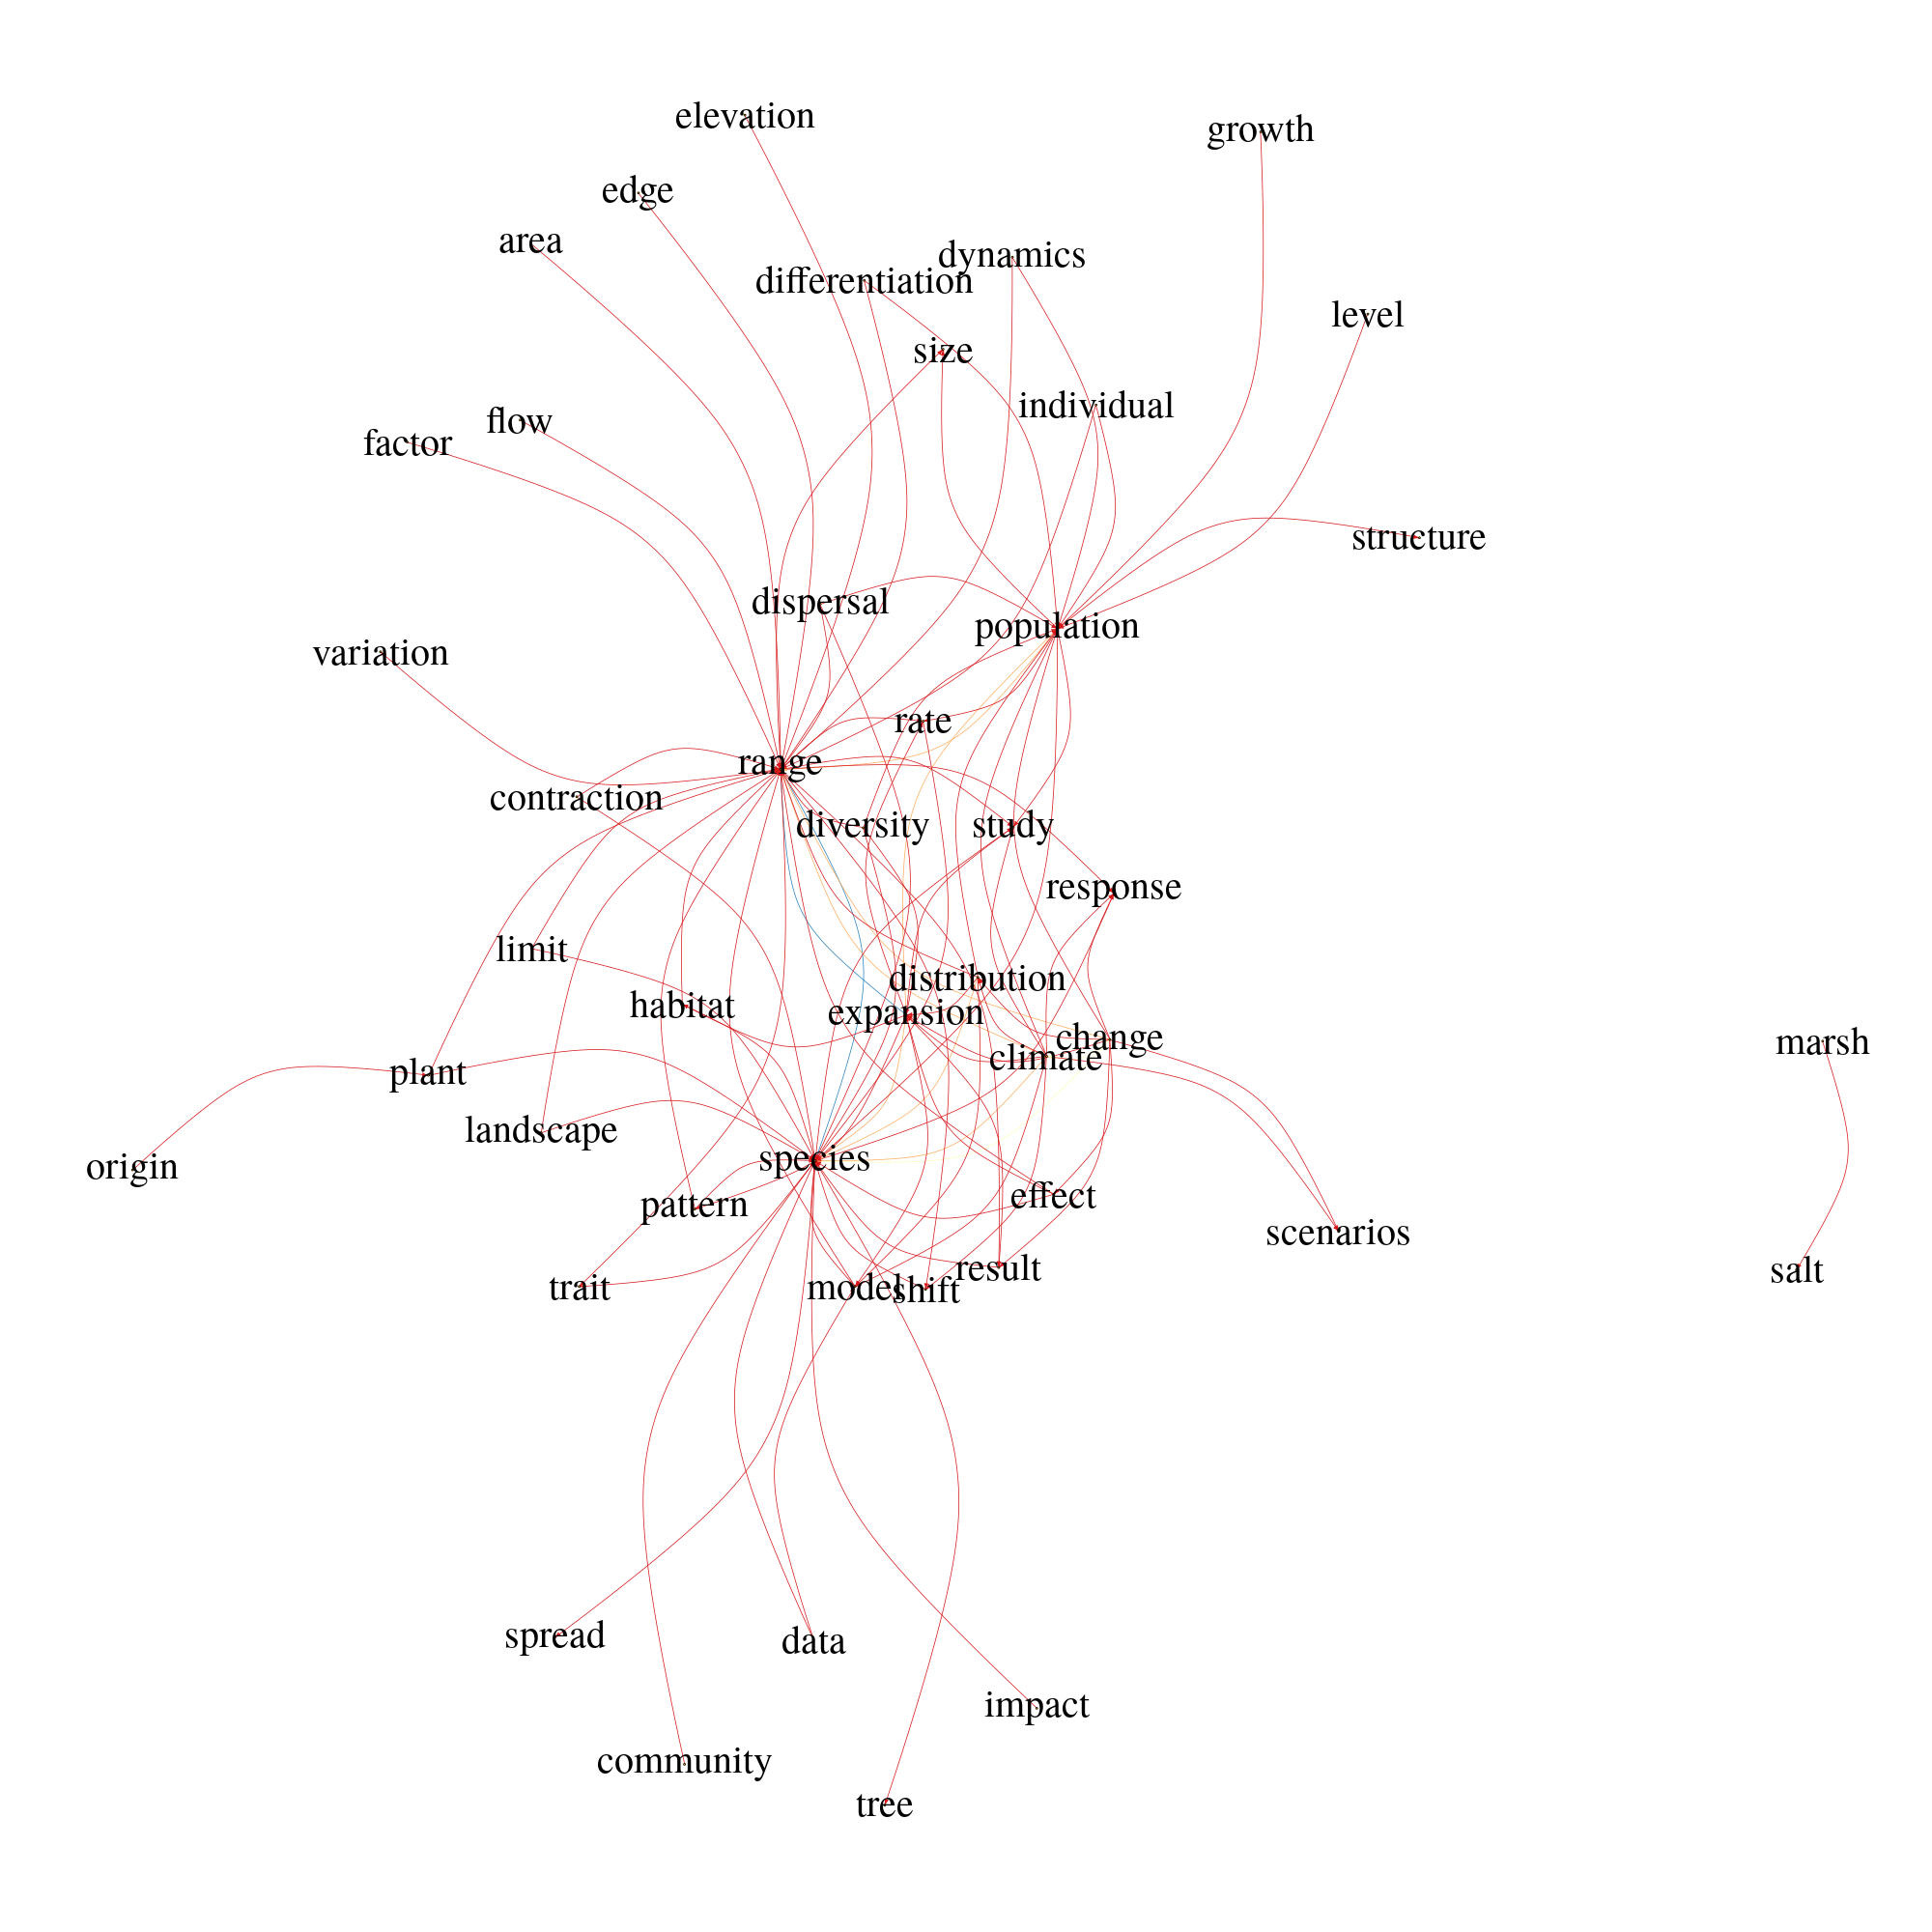 elevation
growth
edge
area
dynamics
differentiation
level
size
individual
flow
factor
structure
dispersal
population
variation
rate
range
contraction
diversity
study
response
limit
distribution
habitat
expansion
change
marsh
climate
plant
landscape
species
origin
effect
pattern
scenarios
result
salt
trait
model
shift
spread
data
impact
community
tree